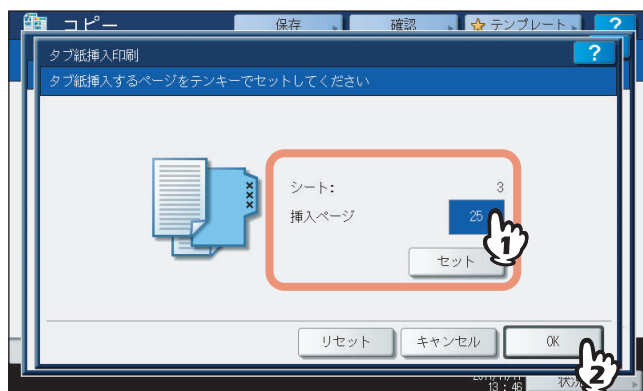 コピー 保存 確認 テンプレート ?
タブ紙挿入印刷 ?
タブ紙挿入するページをテンキーでセットしてください
×××
シート: 3
挿入ページ 25
1
セット
リセット キャンセル OK
2
13:46 状況